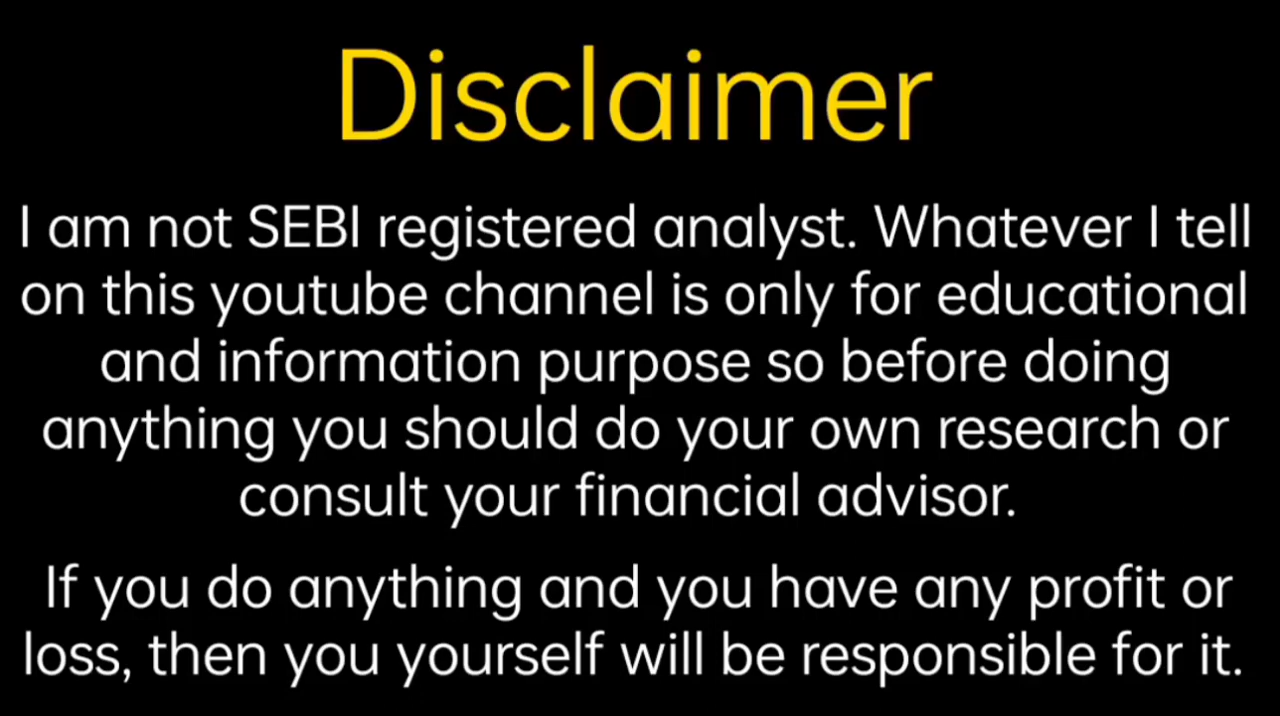 Disclaimer
I am not SEBI registered analyst. Whatever I tell
on this youtube channel is only for educational
and information purpose so before doing
anything you should do your own research or
consult your financial advisor.
If you do anything and you have any profit or
loss, then you yourself will be responsible for it.